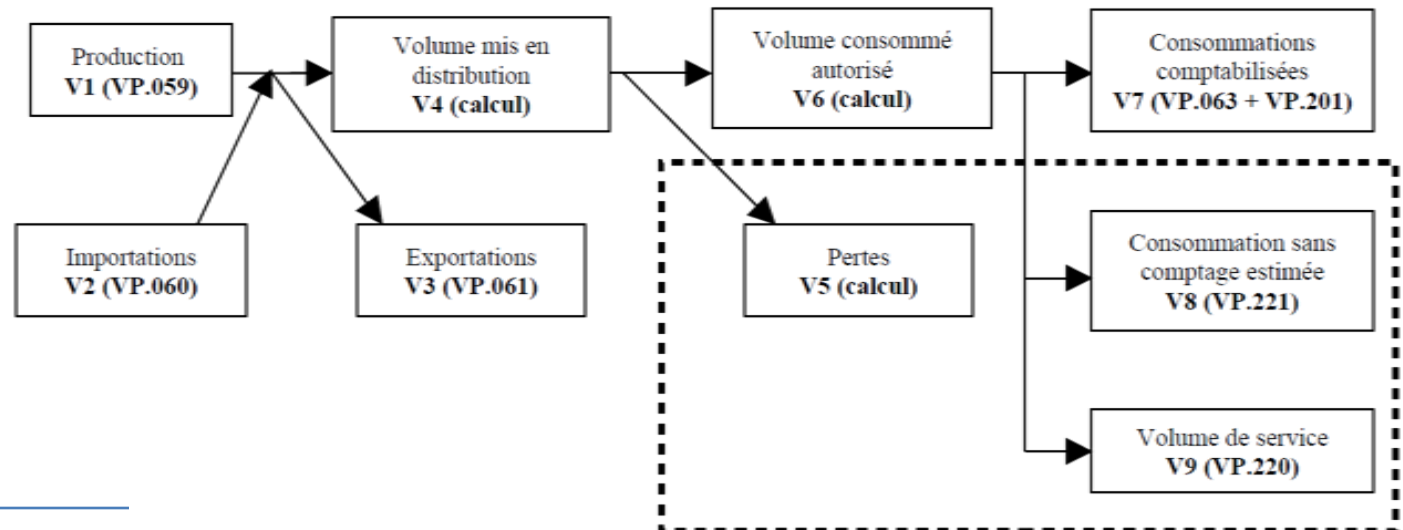 Production
V1 (VP.059)
Volume mis en
distribution
V4 (calcul)
Volume consommé
autorisé
V6 (calcul)
Consommations
comptabilisées
V7 (VP.063 + VP.201)
Importations
V2 (VP.060)
Exportations
V3 (VP.061)
Pertes
V5 (calcul)
Consommation sans
comptage estimée
V8 (VP.221)
Volume de service
V9 (VP.220)